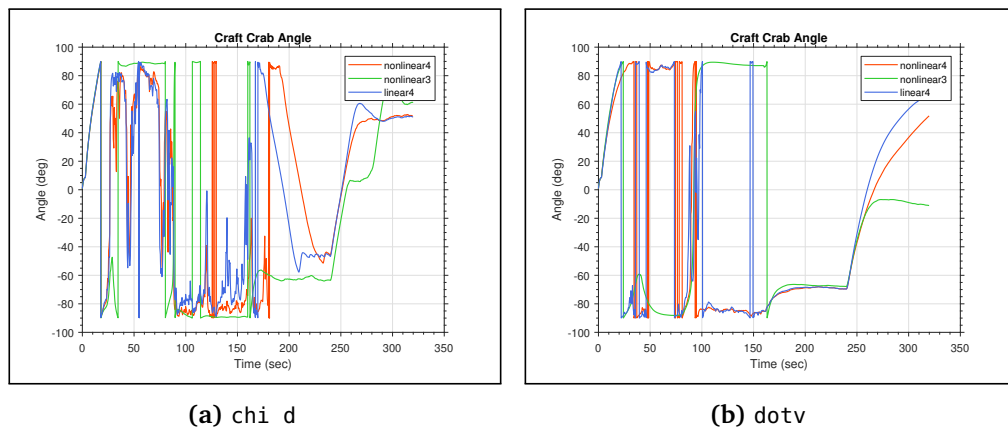 Craft Crab Angle
100
80
60
40
20
0
-20
-40
-60
-80
-100
Angle (deg)
0 50 100 150 200 250 300 350
Time (sec)
nonlinear4
nonlinear3
linear4
(a) chi d
Craft Crab Angle
100
80
60
40
20
0
-20
-40
-60
-80
-100
Angle (deg)
0 50 100 150 200 250 300 350
Time (sec)
nonlinear4
nonlinear3
linear4
(b) dotv